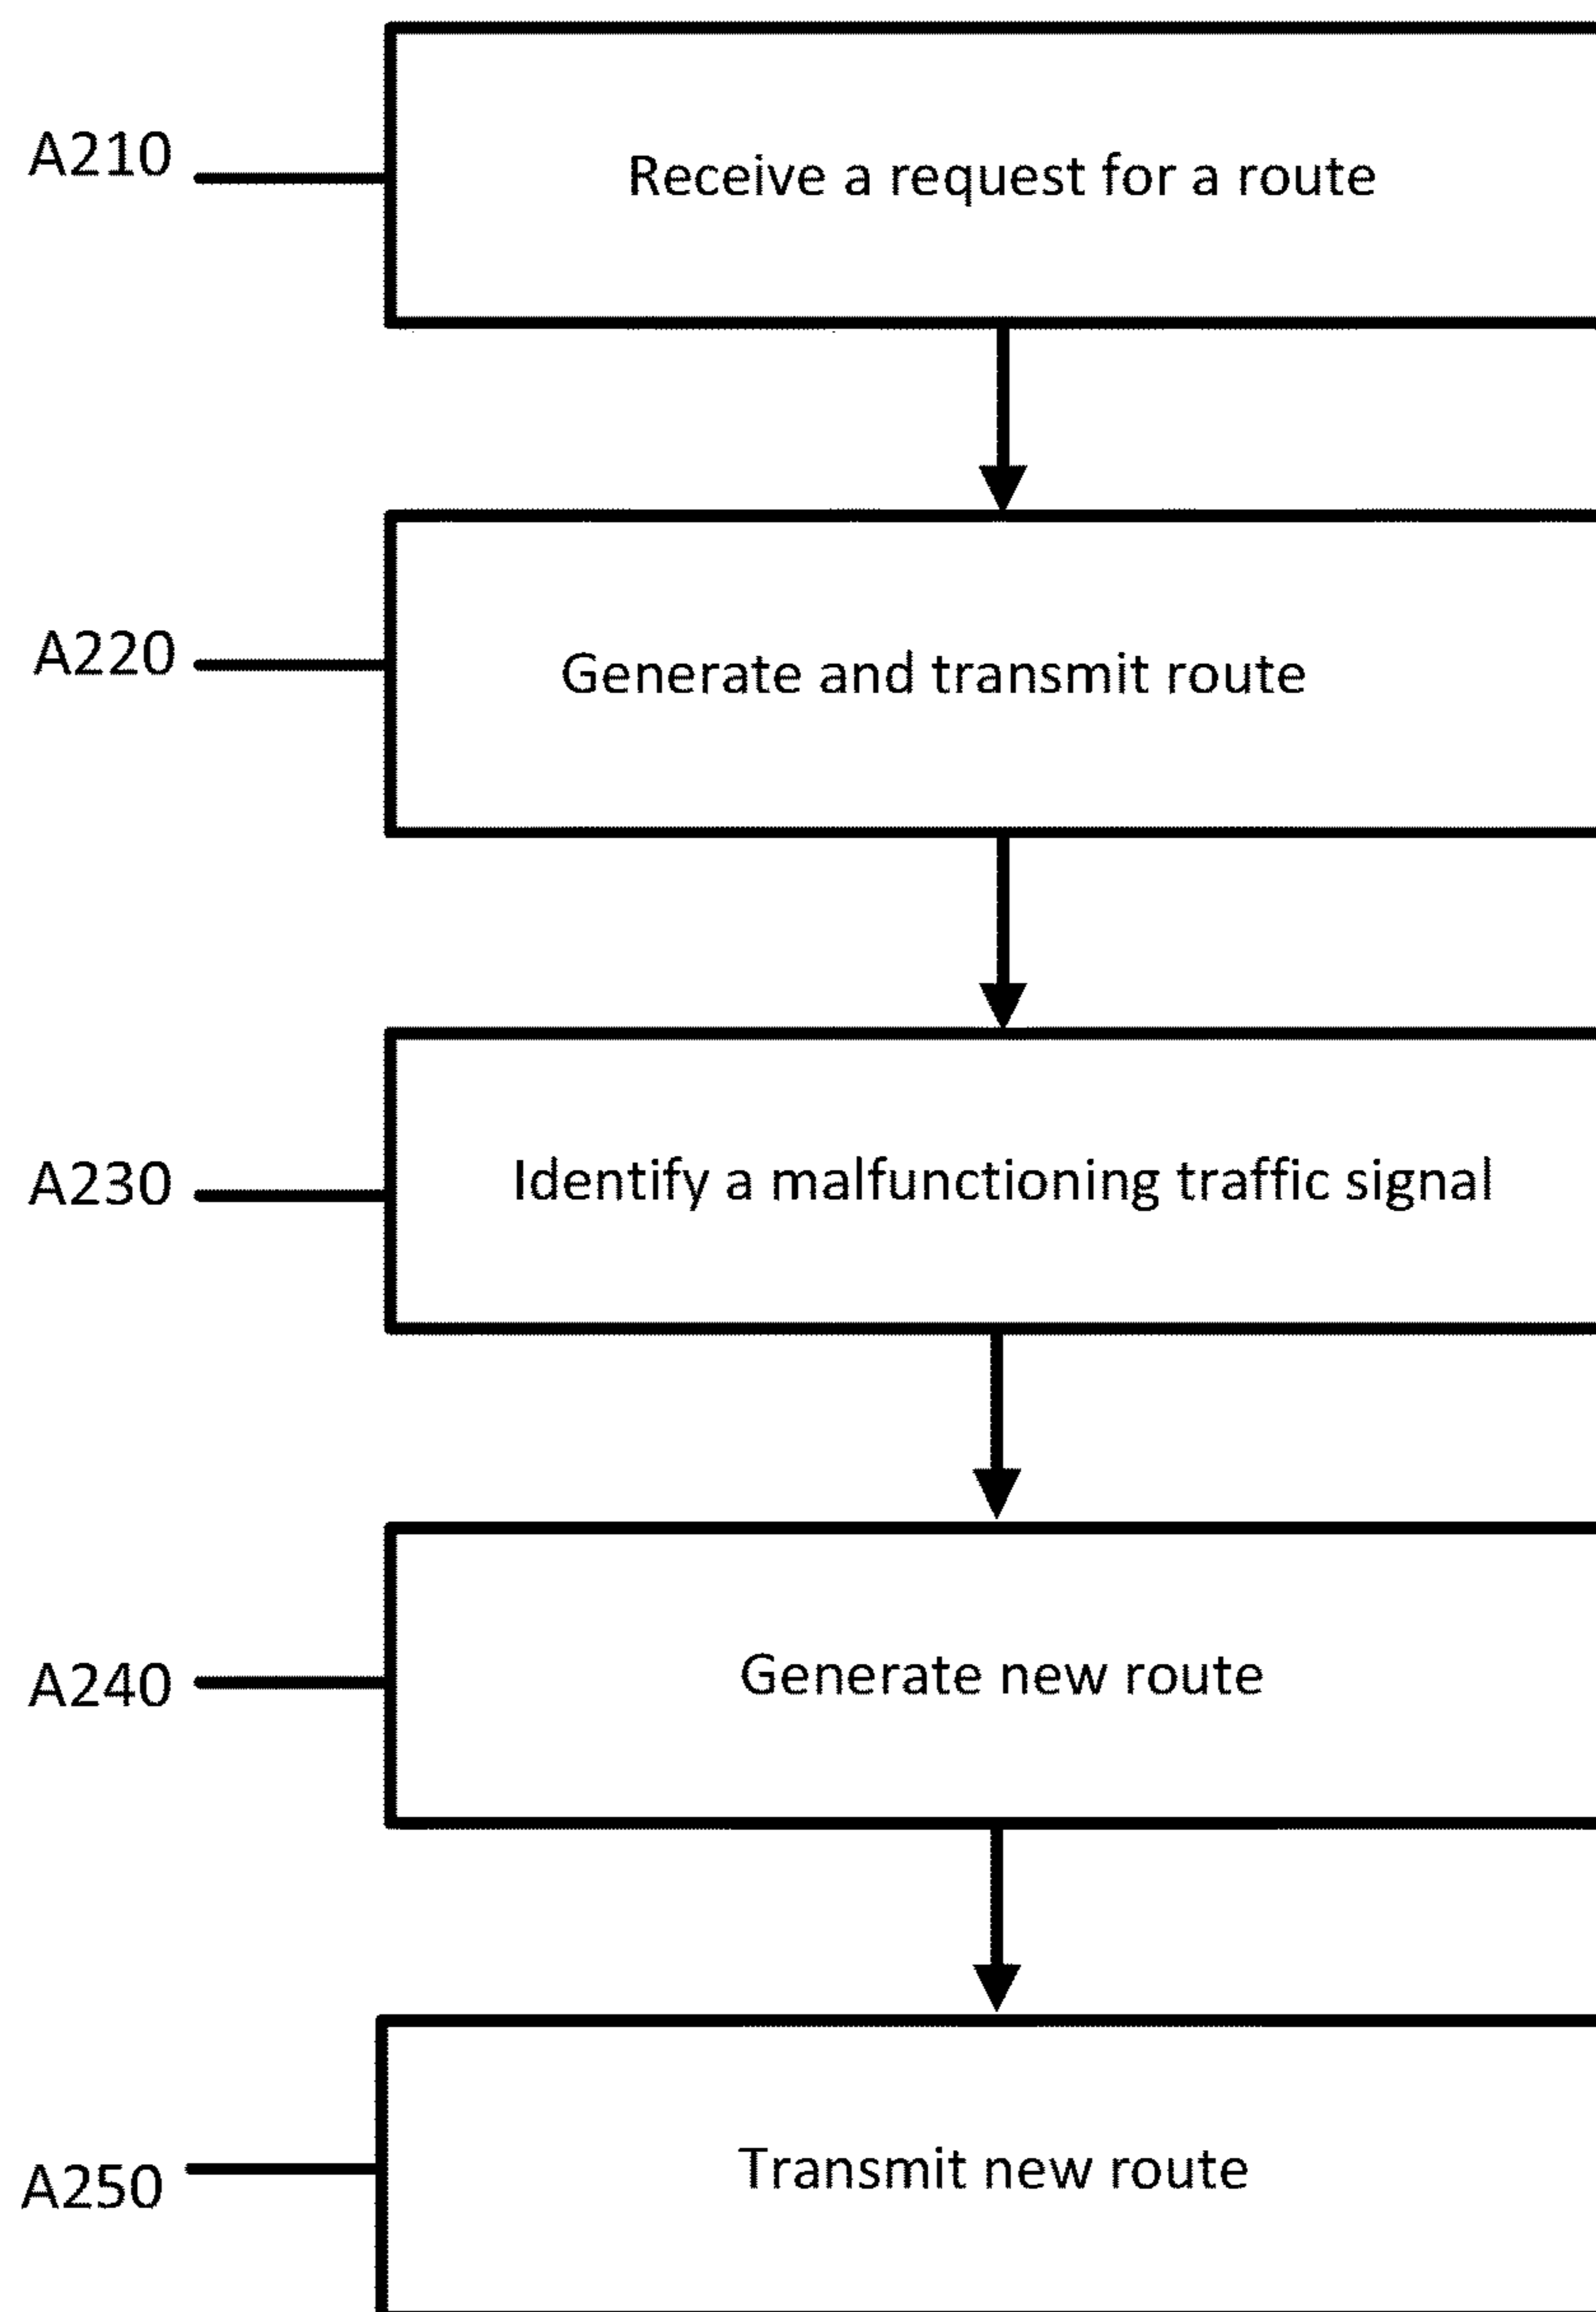 A210
Receive a request for a route
A220
Generate and transmit route
A230
Identify a malfunctioning traffic signal
A240
Generate new route
A250
Transmit new route